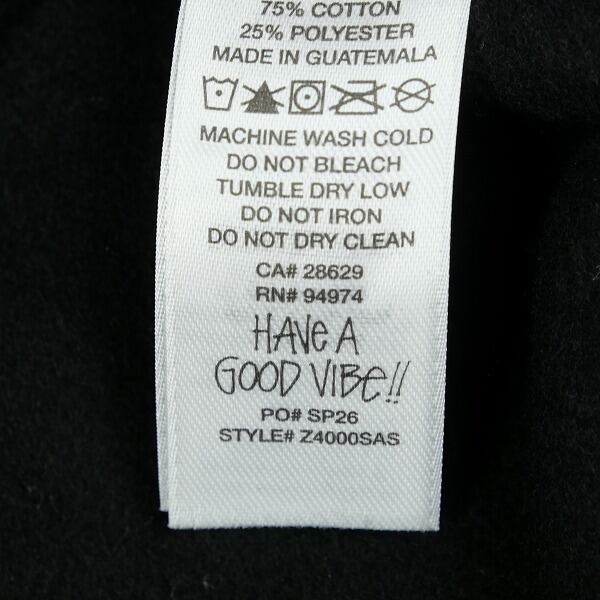 75% COTTON
25% POLYESTER
MADE IN GUATEMALA
MACHINE WASH COLD
DO NOT BLEACH
TUMBLE DRY LOW
DO NOT IRON
DO NOT DRY CLEAN
CA# 28629
RN# 94974
HAVE A
GOOD VIBE!!
PO# SP26
STYLE# Z4000SAS